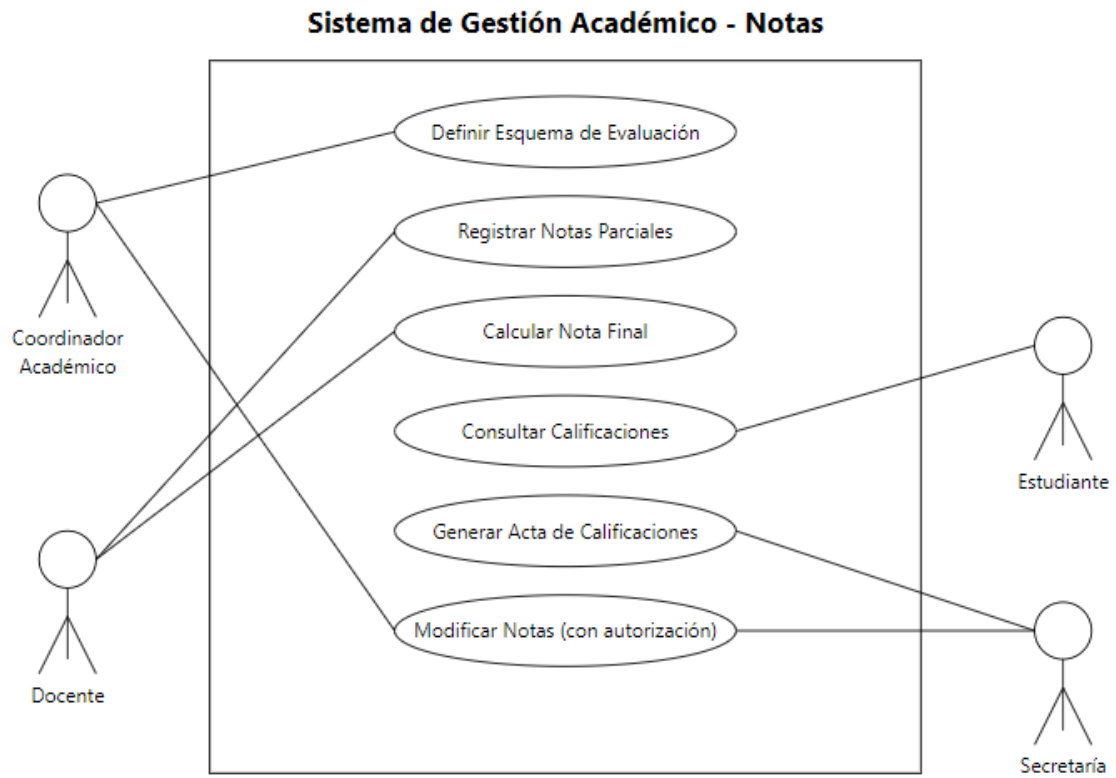 Sistema de Gestión Académico - Notas
Definir Esquema de Evaluación
Registrar Notas Parciales
Coordinador
Académico
Calcular Nota Final
Consultar Calificaciones
Estudiante
Generar Acta de Calificaciones
Modificar Notas (con autorización)
Docente
Secretaría